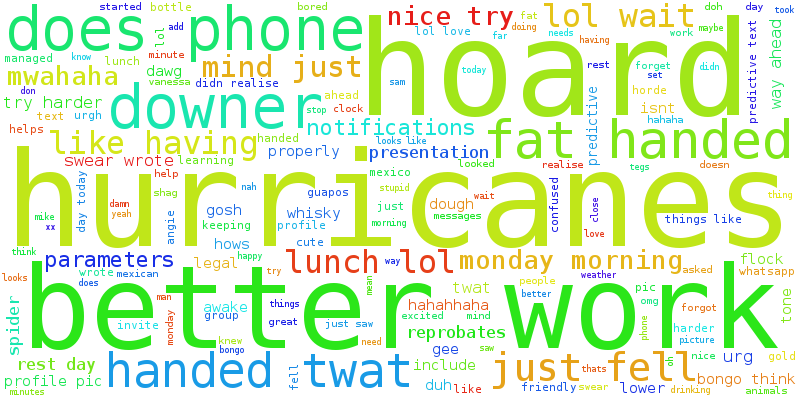 started
bottle
bored
does phone
nice try
lol wait
doh
day
took
hoard
add
lol
fat
doing
needs
having
work
maybe
managed
lunch
minute
lol love
far
know
mwahaha
dawg
vanessa
mind just
rest
forget
didn
way ahead
predictive text
didn realise
sam
today
set
don
ahead
try harder
downer
stop
clock
predictive
horde
isnt
text
urgh
hahaha
notifications
fat handed
helps
like having
handed
looks like
properly
presentation
swear wrote
learning
looked
realise
tegs
doesn
hurricanes
help
mexico
stupid
day today
shag
nah
guapos
wait
confused
close
thing
damn
yeah
mike
xx
gosh
whisky
just
dough
messages
things like
angie
keeping
profile
morning
love
think
hows
cute
parameters
legal
happy
lunch lol
way
monday morning
flock
asked
whatsapp
looks
wrote
mexican
try
weather
does
better work
man
things
mean
twat
people
better
pic
omg
forgot
tone
spider
awake
group
great
hahahhaha
excited
mind
invite
monday
just saw
reprobates
phone
harder
picture
knew
bongo
need
gee
saw
oh
nice
urg
gold
rest day
handed twat
fell
include
just fell
thats
bongo think
profile pic
duh
like
friendly
swear
lower
drinking
animals
minutes